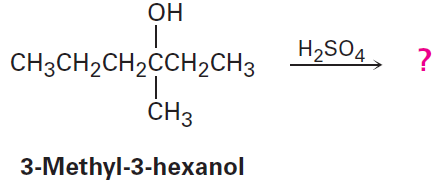 OH
CH₃CH₂CH₂CCH₂CH₃ H₂SO₄ ?
CH₃
3-Methyl-3-hexanol